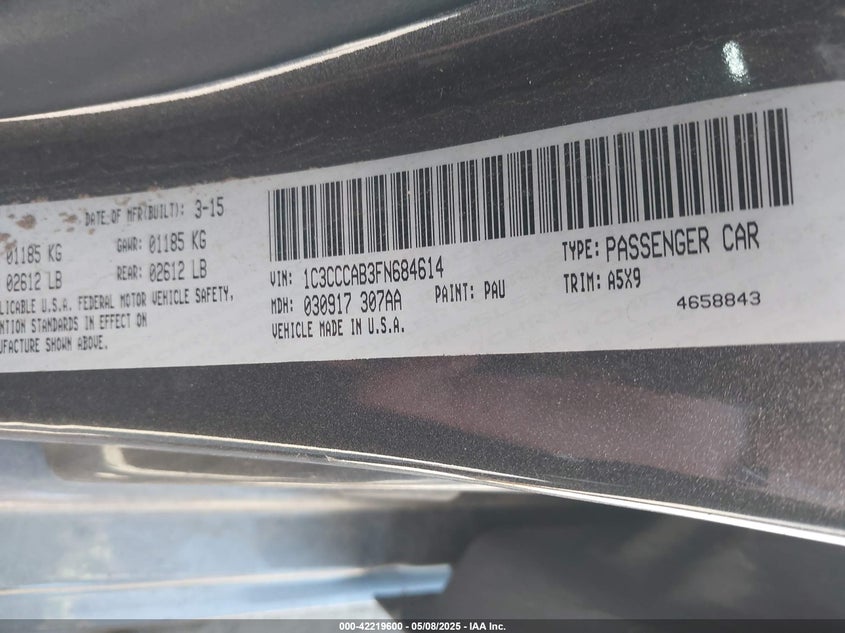 DATE OF MFR(BUILT): 3-15
01185 KG GAWR: 01185 KG
02612 LB REAR: 02612 LB
LICABLE U.S.A. FEDERAL MOTOR VEHICLE SAFETY,
NTION STANDARDS IN EFFECT ON
UFACTURE SHOWN ABOVE.
VIN: 1C3CCCAB3FN684614 TYPE: PASSENGER CAR
MDH: 030917 307AA PAINT: PAU TRIM: A5X9
VEHICLE MADE IN U.S.A. 4658843
000-42219600 - 05/08/2025 - IAA Inc.